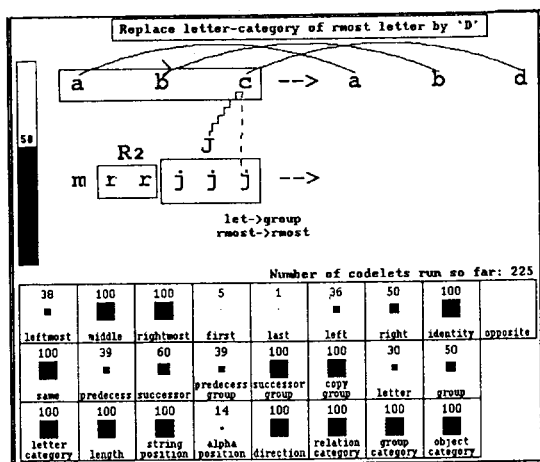 Replace letter-category of rmost letter by `D'
a b c --> a b d
58
J
R2
m r r j j j -->
let->group
rmost->rmost
Number of codelets run so far: 225
38 100 100 5 1 36 50 100
leftmost middle rightmost first last left right identity opposite
100 39 60 39 100 100 30 50
same predecess successor predecess group successor group copy group letter group
100 100 100 14 100 100 100 100
letter category length string position alpha position direction relation category group category object category